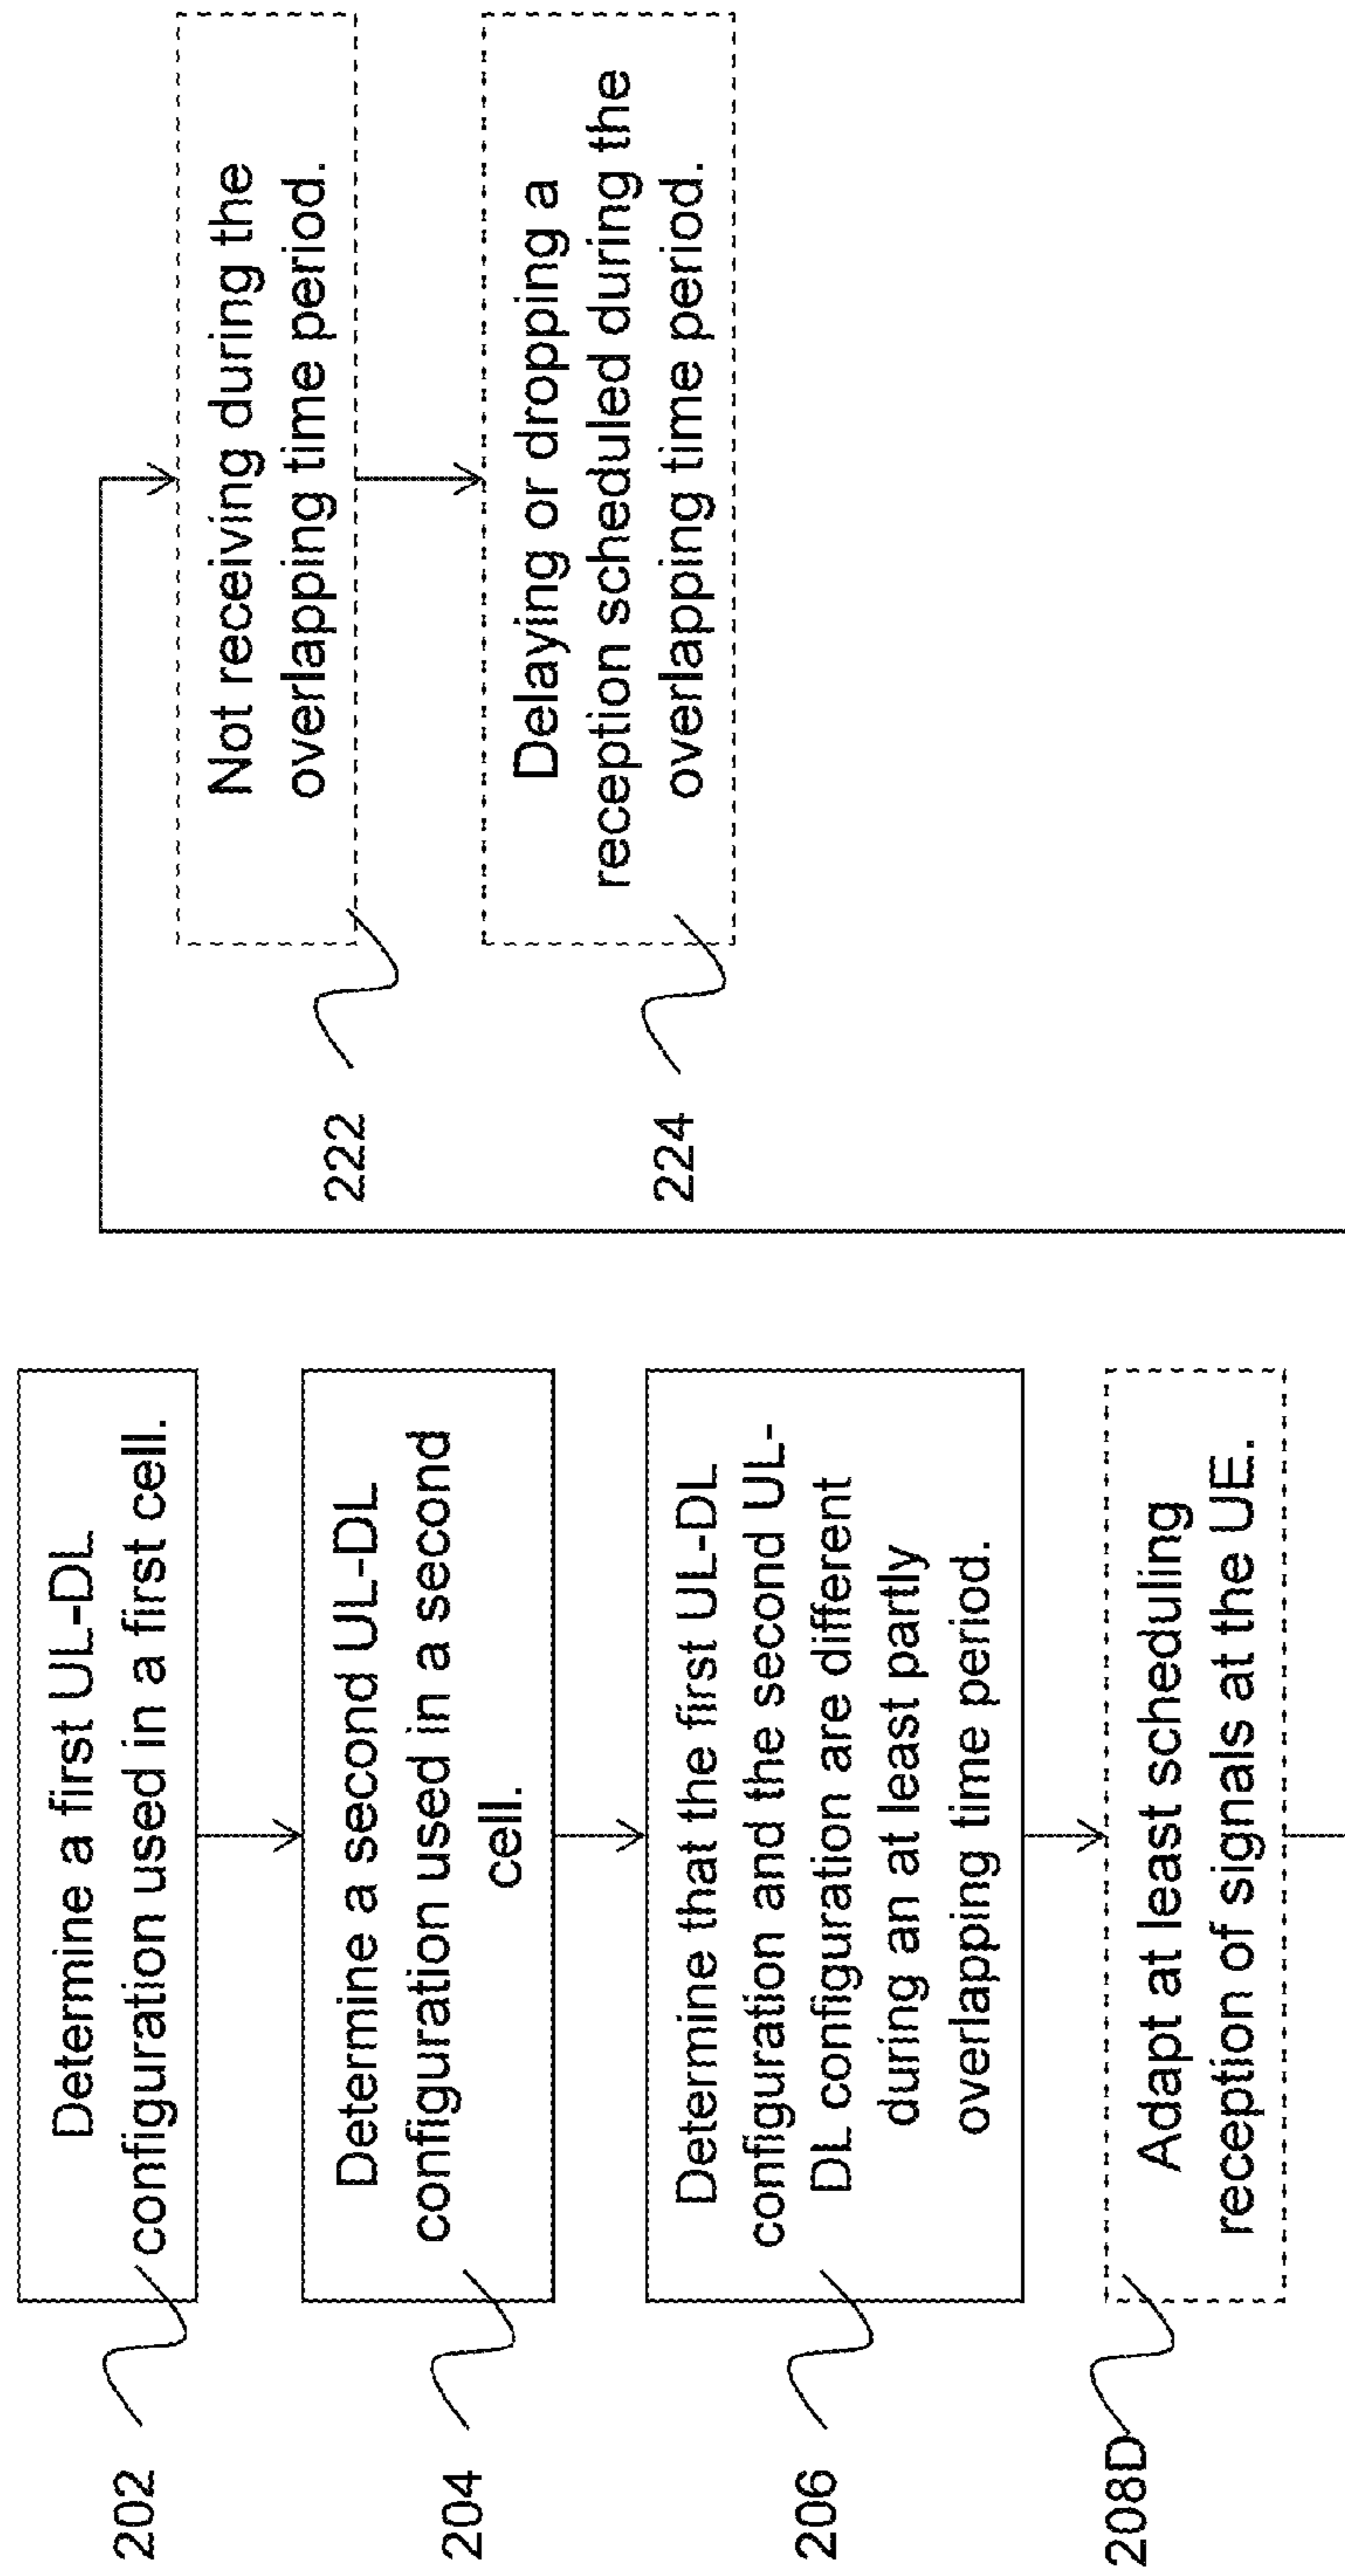 202
Determine a first UL-DL
configuration used in a first cell.
204
Determine a second UL-DL
configuration used in a second
cell.
206
Determine that the first UL-DL
configuration and the second UL-
DL configuration are different
during an at least partly
overlapping time period.
208D
Adapt at least scheduling
reception of signals at the UE.
222
Not receiving during the
overlapping time period.
224
Delaying or dropping a
reception scheduled during the
overlapping time period.